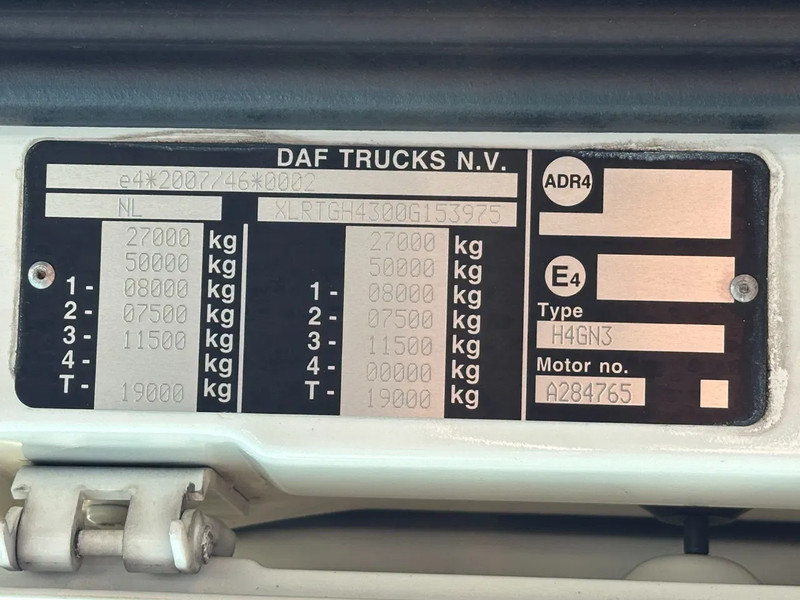 DAF TRUCKS N.V.
e4*2007/46*0002
NL XLRTGH4300G153975
27000 kg 27000 kg
50000 kg 50000 kg
1- 08000 kg 1- 08000 kg
2- 07500 kg 2- 07500 kg
3- 11500 kg 3- 11500 kg
4- kg 4- 00000 kg
T- 19000 kg T- 19000 kg
ADR4
E4
Type
H4GN3
Motor no.
A284765